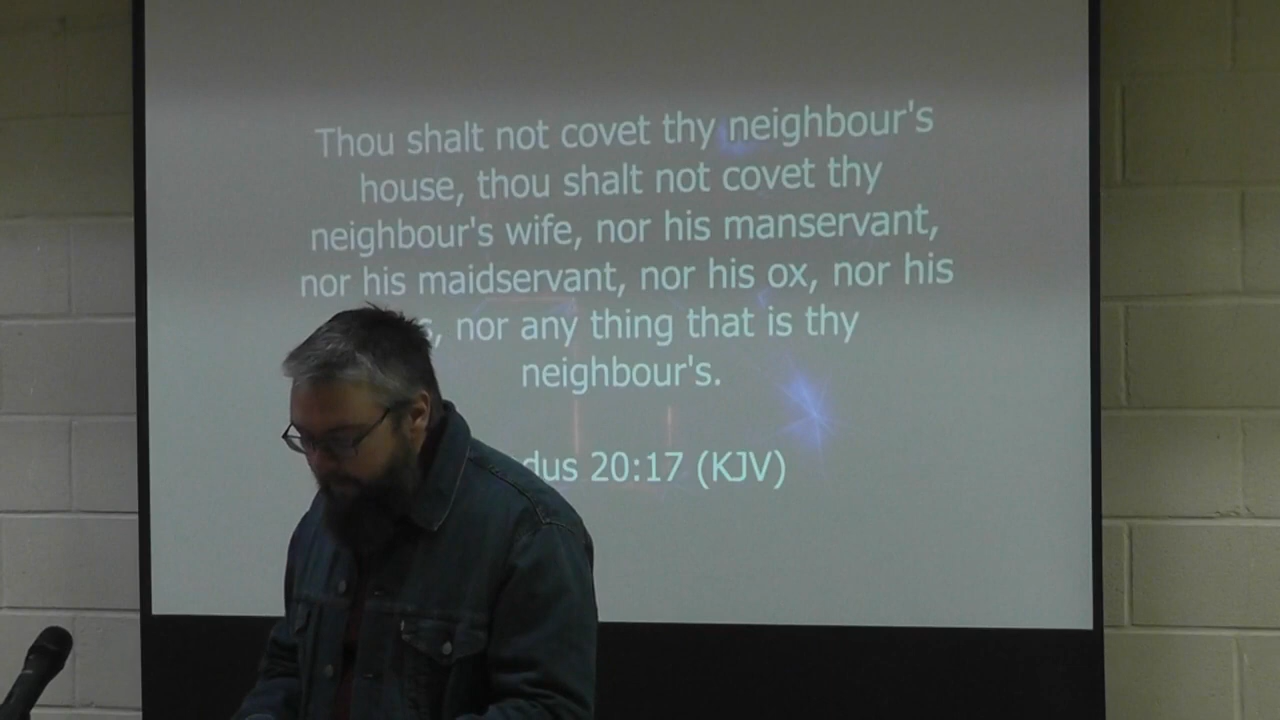 Thou shalt not covet thy neighbour's
house, thou shalt not covet thy
neighbour's wife, nor his manservant,
nor his maidservant, nor his ox, nor his
, nor any thing that is thy
neighbour's.
dus 20:17 (KJV)